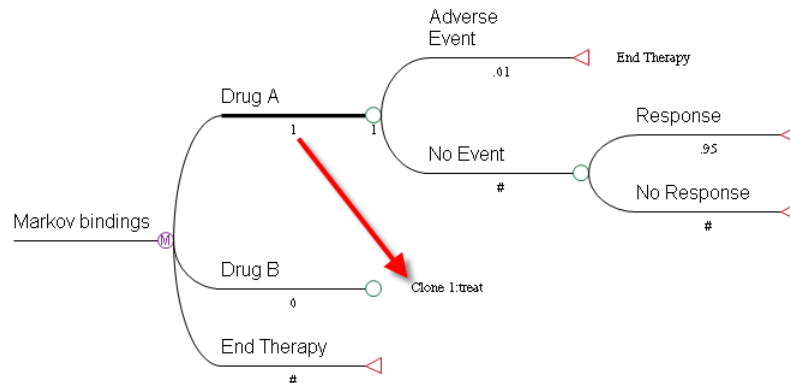 Adverse
Event
.01
End Therapy
Drug A
1
1
Response
.95
No Event
#
No Response
#
Markov bindings
M
Drug B
0
Clone 1:treat
End Therapy
#